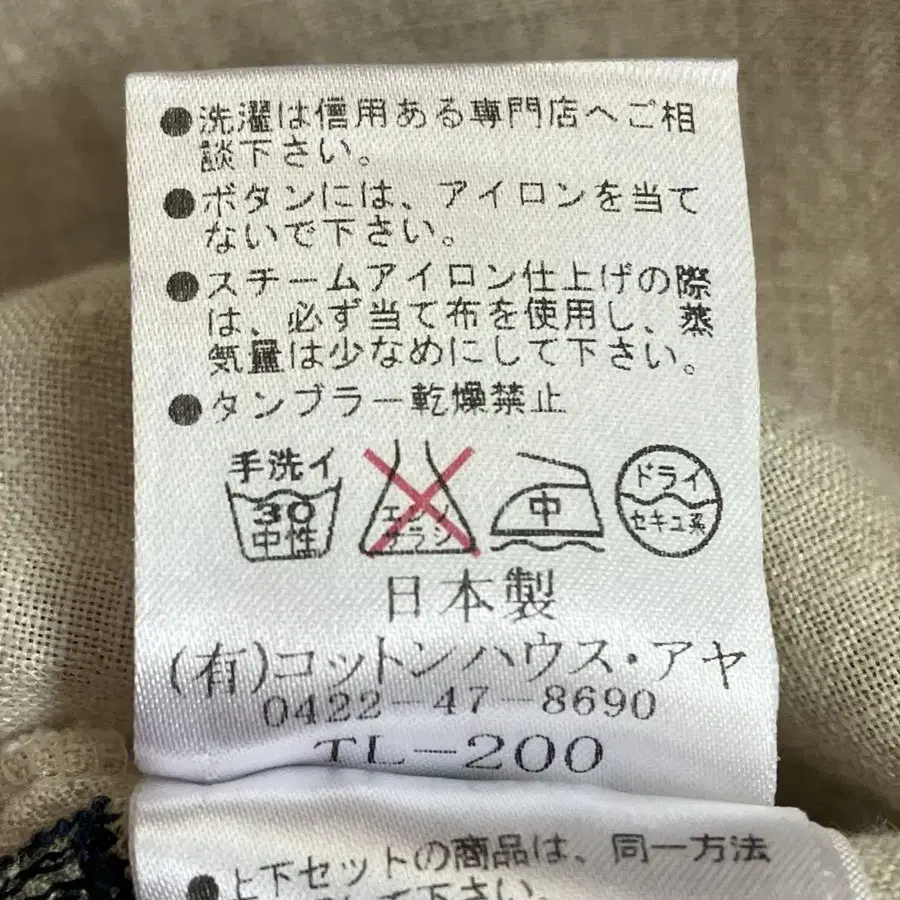 ●洗濯は信用ある専門店へご相
談下さい。
●ボタンには、アイロンを当て
ないで下さい。
●スチームアイロン仕上げの際
は、必ず当て布を使用し、蒸
気量は少なめにして下さい。
●タンブラー乾燥禁止
手洗イ
30
中性
エンソ
サラシ
中
ドライ
セキユ系
日本製
(有)コットンハウス・アヤ
0422-47-8690
TL-200
●上下セットの商品は、同一方法
して下さい。